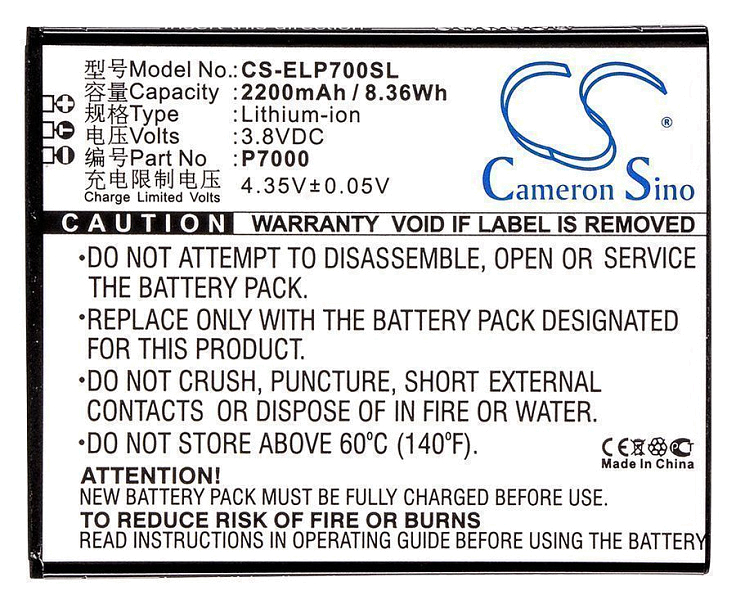 型号Model No.: CS-ELP700SL
容量Capacity: 2200mAh / 8.36Wh
规格Type: Lithium-ion
电压Volts: 3.8VDC
编号Part No: P7000
充电限制电压 4.35V±0.05V
Charge Limited Volts
CS
®
Cameron Sino
CAUTION WARRANTY VOID IF LABEL IS REMOVED
•DO NOT ATTEMPT TO DISASSEMBLE, OPEN OR SERVICE
THE BATTERY PACK.
•REPLACE ONLY WITH THE BATTERY PACK DESIGNATED
FOR THIS MACHINE.
•DO NOT CRUSH, PUNCTURE, SHORT EXTERNAL
CONTACTS OR DISPOSE OF IN FIRE OR WATER.
•DO NOT STORE ABOVE 60°C (140°F).
CE
Made In China
ATTENTION!
NEW BATTERY PACK MUST BE FULLY CHARGED BEFORE USE.
TO REDUCE RISK OF FIRE OR BURNS
READ INSTRUCTIONS IN OPERATING GUIDE BEFORE USING BATTERY